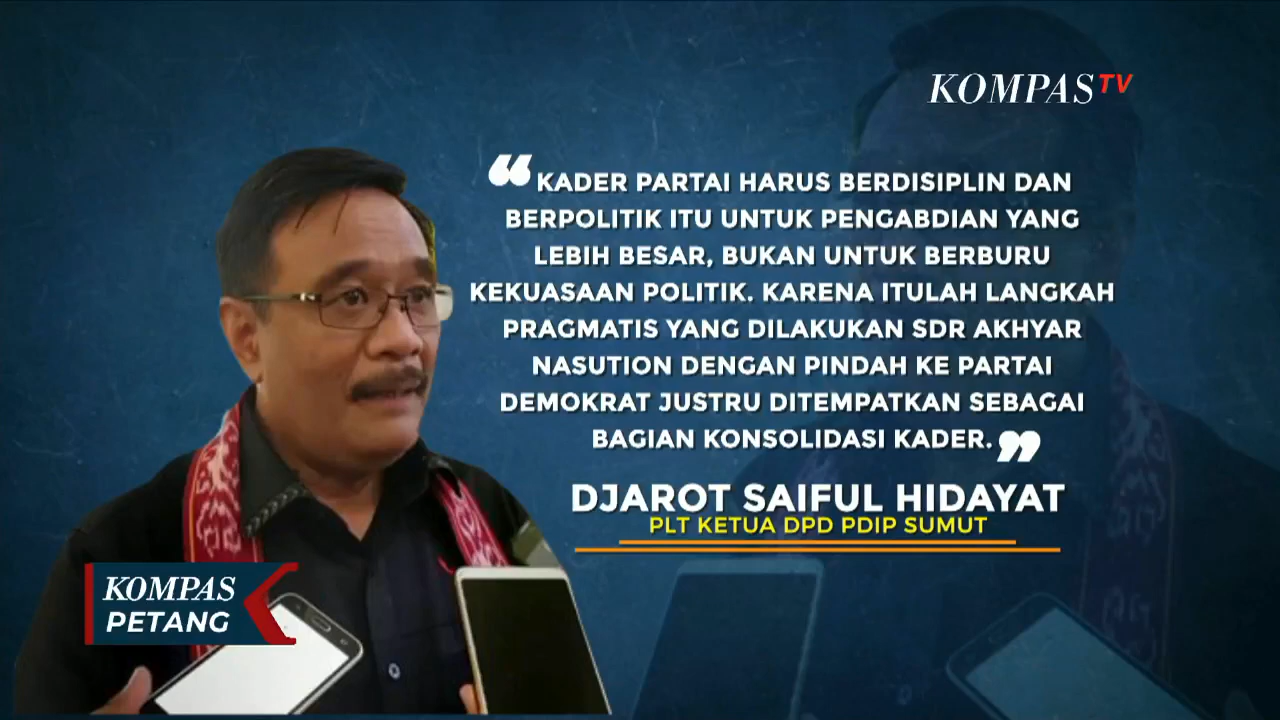 KOMPAS TV
“ KADER PARTAI HARUS BERDISIPLIN DAN
BERPOLITIK ITU UNTUK PENGABDIAN YANG
LEBIH BESAR, BUKAN UNTUK BERBURU
KEKUASAAN POLITIK. KARENA ITULAH LANGKAH
PRAGMATIS YANG DILAKUKAN SDR AKHYAR
NASUTION DENGAN PINDAH KE PARTAI
DEMOKRAT JUSTRU DITEMPATKAN SEBAGAI
BAGIAN KONSOLIDASI KADER. ”
DJAROT SAIFUL HIDAYAT
PLT KETUA DPD PDIP SUMUT
KOMPAS
PETANG